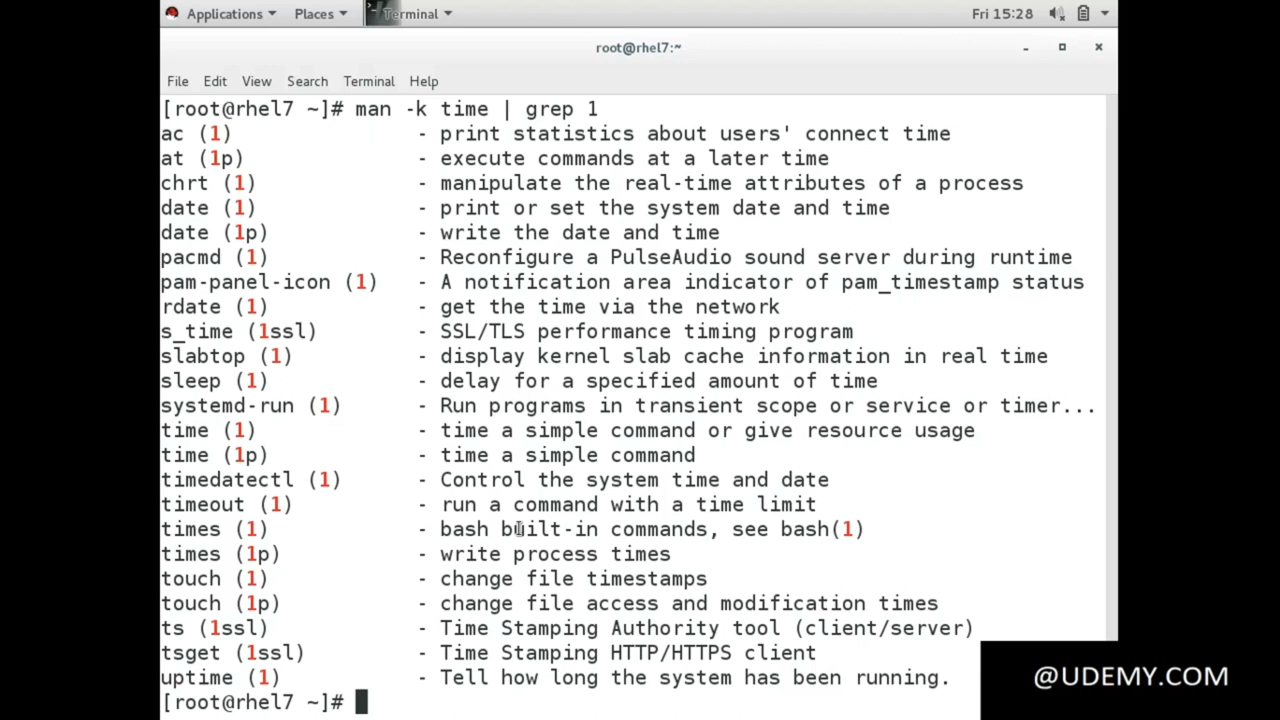 Applications Places Terminal Fri 15:28
root@rhel7:~
File Edit View Search Terminal Help
[root@rhel7 ~]# man -k time | grep 1
ac (1) - print statistics about users' connect time
at (1p) - execute commands at a later time
chrt (1) - manipulate the real-time attributes of a process
date (1) - print or set the system date and time
date (1p) - write the date and time
pacmd (1) - Reconfigure a PulseAudio sound server during runtime
pam-panel-icon (1) - A notification area indicator of pam_timestamp status
rdate (1) - get the time via the network
s_time (1ssl) - SSL/TLS performance timing program
slabtop (1) - display kernel slab cache information in real time
sleep (1) - delay for a specified amount of time
systemd-run (1) - Run programs in transient scope or service or timer...
time (1) - time a simple command or give resource usage
time (1p) - time a simple command
timedatectl (1) - Control the system time and date
timeout (1) - run a command with a time limit
times (1) - bash built-in commands, see bash(1)
times (1p) - write process times
touch (1) - change file timestamps
touch (1p) - change file access and modification times
ts (1ssl) - Time Stamping Authority tool (client/server)
tsget (1ssl) - Time Stamping HTTP/HTTPS client
uptime (1) - Tell how long the system has been running.
[root@rhel7 ~]#
@UDEMY.COM